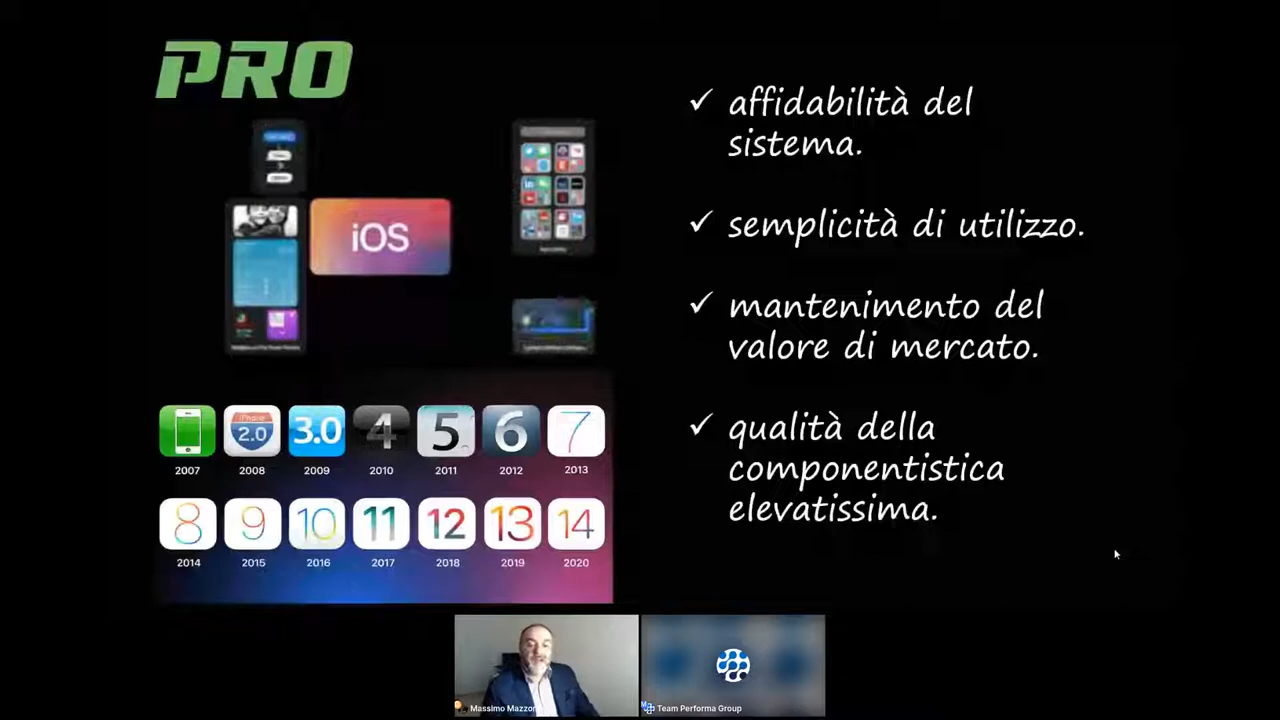 PRO
affidabilità del
sistema.
semplicità di utilizzo.
mantenimento del
valore di mercato.
qualità della
componentistica
elevatissima.
iOS
iPhone
2.0 3.0 4 5 6 7
2007 2008 2009 2010 2011 2012 2013
8 9 10 11 12 13 14
2014 2015 2016 2017 2018 2019 2020
Massimo Mazzor
Team Performa Group